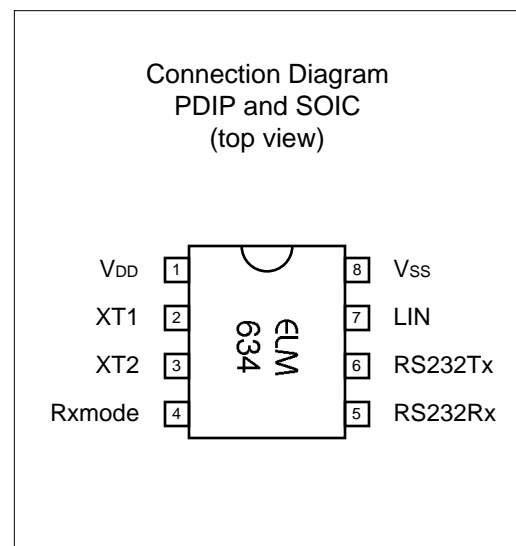 Connection Diagram
PDIP and SOIC
(top view)
VDD 1 8 VSS
XT1 2 7 LIN
XT2 3 6 RS232Tx
Rxmode 4 5 RS232Rx
ELM
634